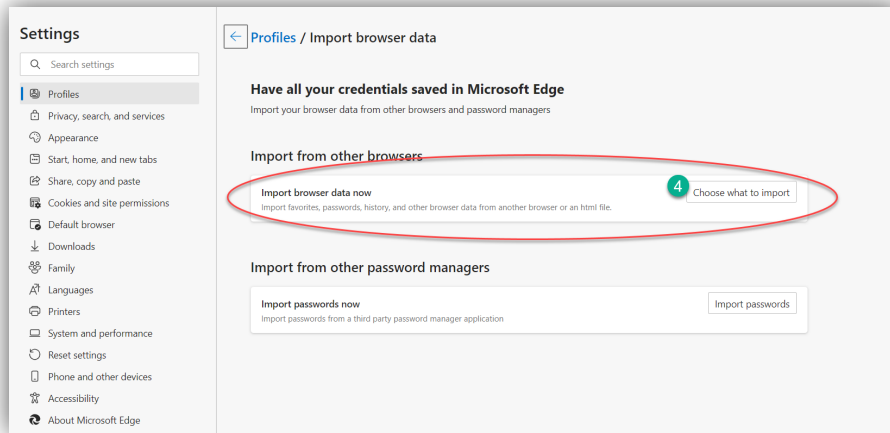 Settings
Search settings
Profiles
Privacy, search, and services
Appearance
Start, home, and new tabs
Share, copy and paste
Cookies and site permissions
Default browser
Downloads
Family
Languages
Printers
System and performance
Reset settings
Phone and other devices
Accessibility
About Microsoft Edge
Profiles / Import browser data
Have all your credentials saved in Microsoft Edge
Import your browser data from other browsers and password managers
Import from other browsers
Import browser data now
4 Choose what to import
Import favorites, passwords, history, and other browser data from another browser or an html file.
Import from other password managers
Import passwords now
Import passwords
Import passwords from a third party password manager application